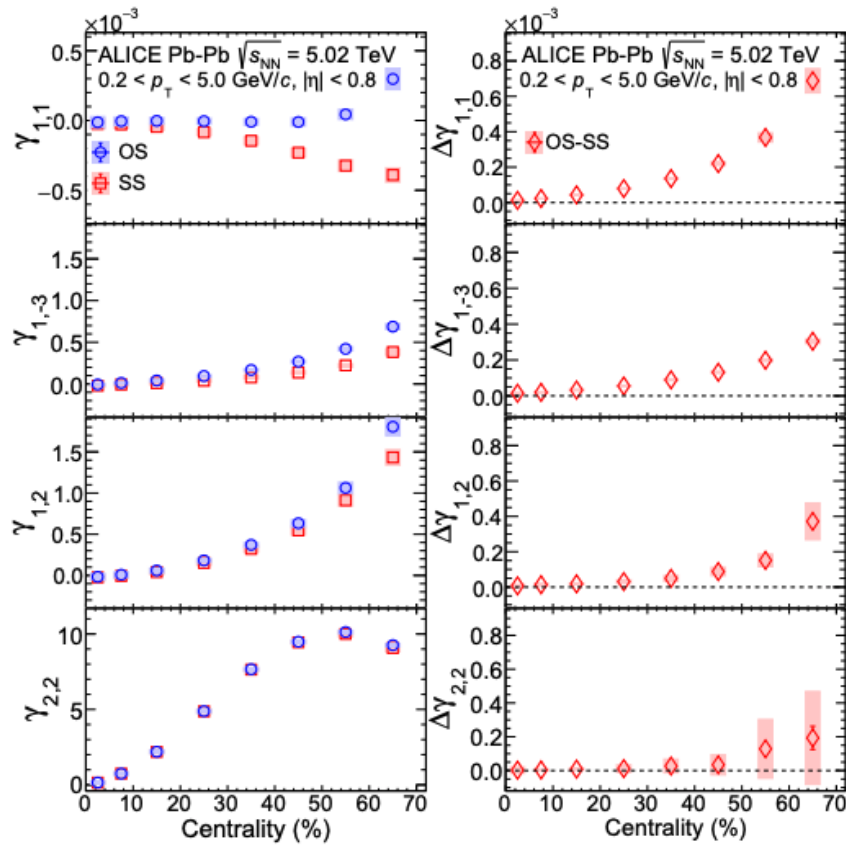 ×10⁻³
ALICE Pb-Pb √sNN = 5.02 TeV
0.2 < pT < 5.0 GeV/c, |η| < 0.8
OS
SS
γ1,1
0.5
−0.0
−0.5
γ1,-3
1.5
1.0
0.5
0.0
γ1,2
1.5
1.0
0.5
0.0
γ2,2
10
5
0
0 10 20 30 40 50 60 70
Centrality (%)
×10⁻³
ALICE Pb-Pb √sNN = 5.02 TeV
0.2 < pT < 5.0 GeV/c, |η| < 0.8
OS-SS
Δγ1,1
0.8
0.6
0.4
0.2
0.0
Δγ1,-3
0.8
0.6
0.4
0.2
0.0
Δγ1,2
0.8
0.6
0.4
0.2
0.0
Δγ2,2
0.8
0.6
0.4
0.2
0.0
0 10 20 30 40 50 60 70
Centrality (%)